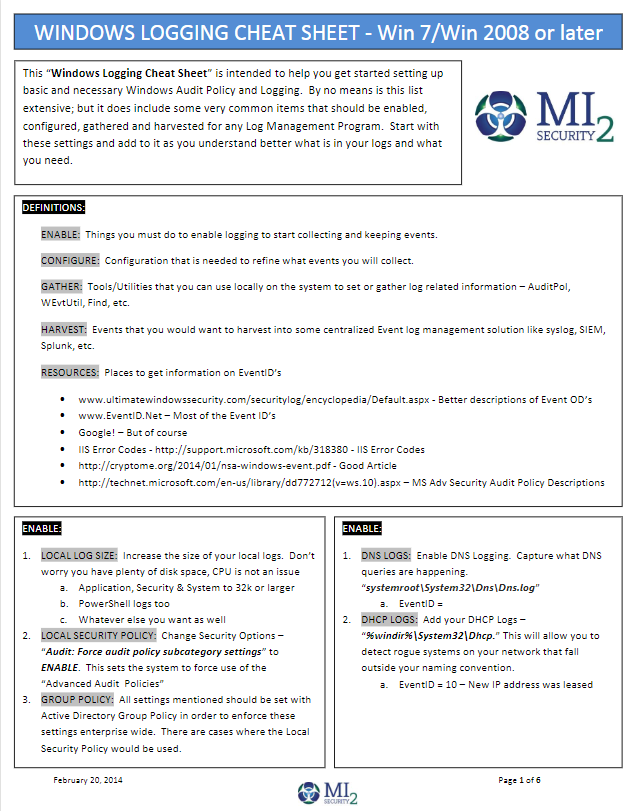 WINDOWS LOGGING CHEAT SHEET - Win 7/Win 2008 or later
This “Windows Logging Cheat Sheet” is intended to help you get started setting up
basic and necessary Windows Audit Policy and Logging. By no means is this list
extensive; but it does include some very common items that should be enabled,
configured, gathered and harvested for any Log Management Program. Start with
these settings and add to it as you understand better what is in your logs and what
you need.
MI2
SECURITY
DEFINITIONS:
ENABLE: Things you must do to enable logging to start collecting and keeping events.
CONFIGURE: Configuration that is needed to refine what events you will collect.
GATHER: Tools/Utilities that you can use locally on the system to set or gather log related information – AuditPol,
WEvtUtil, Find, etc.
HARVEST: Events that you would want to harvest into some centralized Event log management solution like syslog, SIEM,
Splunk, etc.
RESOURCES: Places to get information on EventID’s
• www.ultimatewindowssecurity.com/securitylog/encyclopedia/Default.aspx - Better descriptions of Event OD’s
• www.EventID.Net – Most of the Event ID’s
• Google! – But of course
• IIS Error Codes - http://support.microsoft.com/kb/318380 - IIS Error Codes
• http://cryptome.org/2014/01/nsa-windows-event.pdf - Good Article
• http://technet.microsoft.com/en-us/library/dd772712(v=ws.10).aspx – MS Adv Security Audit Policy Descriptions
ENABLE:
1. LOCAL LOG SIZE: Increase the size of your local logs. Don’t
worry you have plenty of disk space, CPU is not an issue
a. Application, Security & System to 32k or larger
b. PowerShell logs too
c. Whatever else you want as well
2. LOCAL SECURITY POLICY: Change Security Options –
“Audit: Force audit policy subcategory settings” to
ENABLE. This sets the system to force use of the
“Advanced Audit Policies”
3. GROUP POLICY: All settings mentioned should be set with
Active Directory Group Policy in order to enforce these
settings enterprise wide. There are cases where the Local
Security Policy would be used.
ENABLE:
1. DNS LOGS: Enable DNS Logging. Capture what DNS
queries are happening.
“systemroot\System32\Dns\Dns.log”
a. EventID =
2. DHCP LOGS: Add your DHCP Logs –
“%windir%\System32\Dhcp.” This will allow you to
detect rogue systems on your network that fall
outside your naming convention.
a. EventID = 10 – New IP address was leased
February 20, 2014
MI2
SECURITY
Page 1 of 6